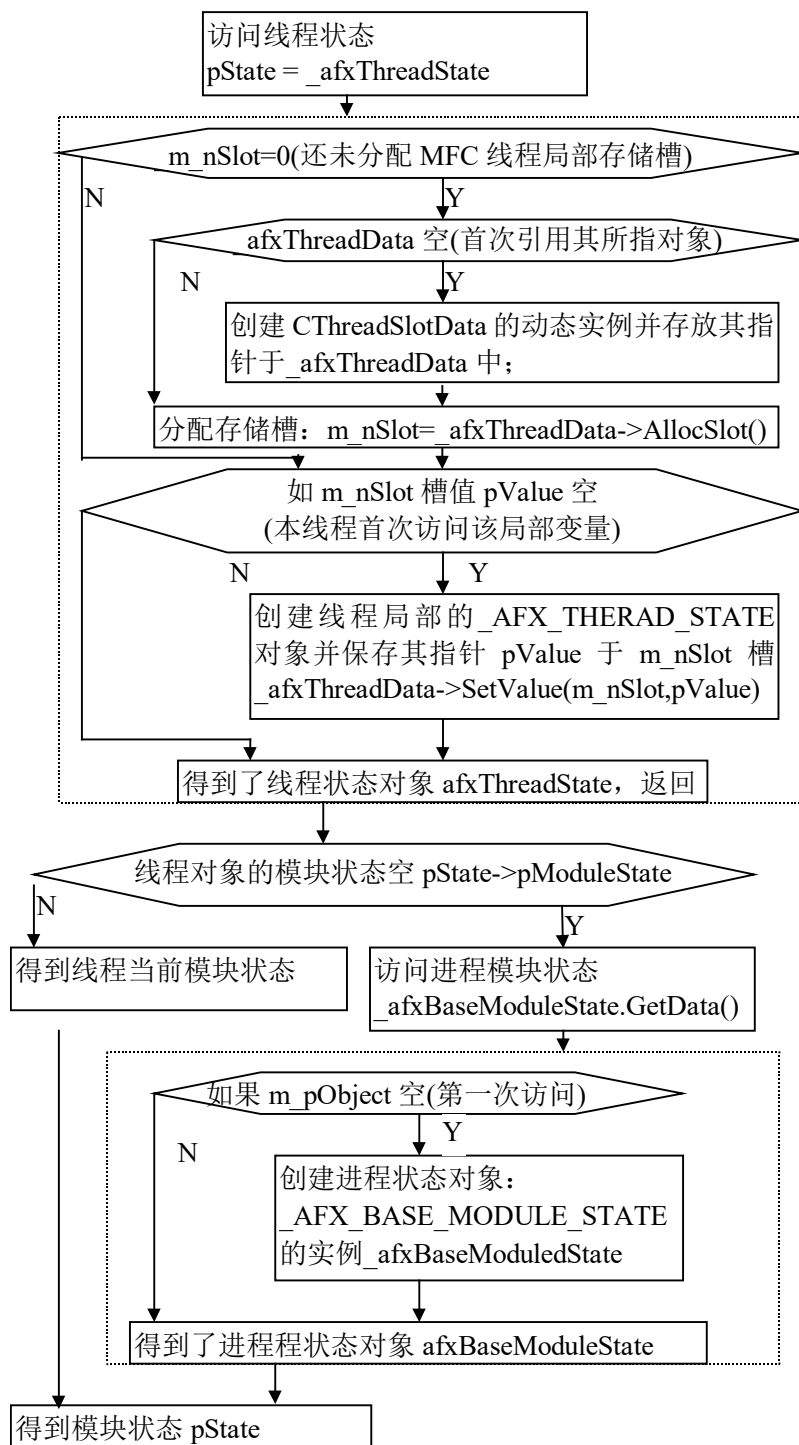 访问线程状态
pState = _afxThreadState
_m_nSlot=0(还未分配 MFC 线程局部存储槽)
N
Y
_afxThreadData 空(首次引用其所指对象)
N
Y
创建 CThreadSlotData 的动态实例并存放其指
针于_afxThreadData 中；
分配存储槽：m_nSlot=_afxThreadData->AllocSlot()
如 m_nSlot 槽值 pValue 空
(本线程首次访问该局部变量)
N
Y
创建线程局部的_AFX_THERAD_STATE
对象并保存其指针 pValue 于 m_nSlot 槽
_afxThreadData->SetValue(m_nSlot,pValue)
得到了线程状态对象 afxThreadState，返回
线程对象的模块状态空 pState->pModuleState
N
Y
得到线程当前模块状态
访问进程模块状态
_afxBaseModuleState.GetData()
如果 m_pObject 空(第一次访问)
N
Y
创建进程状态对象：
_AFX_BASE_MODULE_STATE
的实例_afxBaseModuledState
得到了进程程状态对象 afxBaseModuleState
得到模块状态 pState